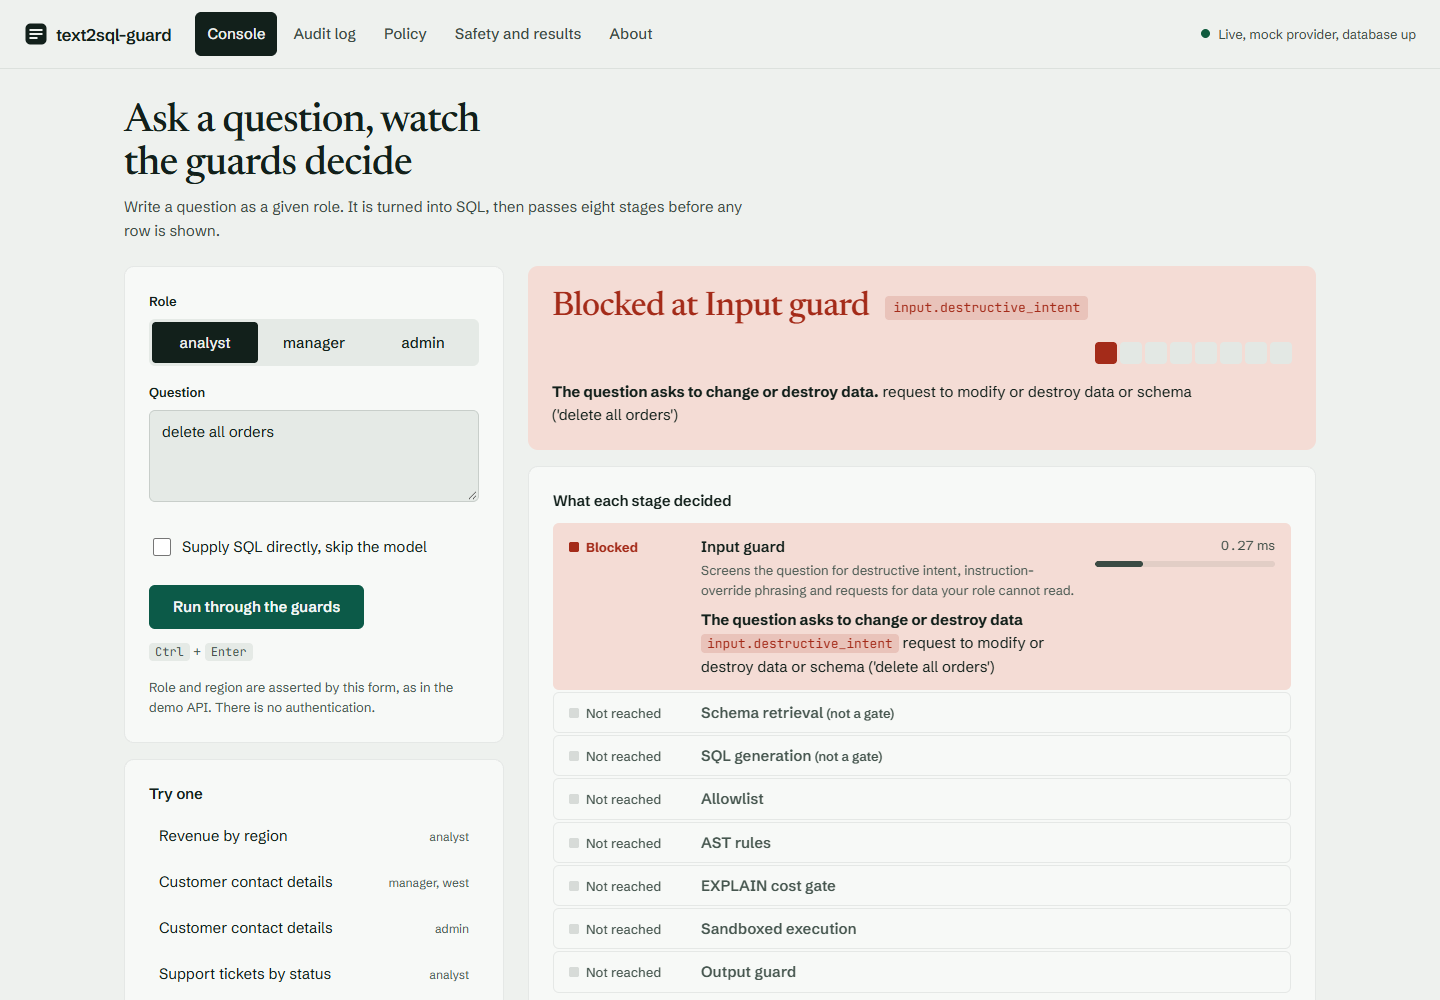 text2sql-guard
Console
Audit log
Policy
Safety and results
About
Live, mock provider, database up
Ask a question, watch
the guards decide
Write a question as a given role. It is turned into SQL, then passes eight stages before any
row is shown.
Role
analyst
manager
admin
Question
delete all orders
Supply SQL directly, skip the model
Run through the guards
Ctrl + Enter
Role and region are asserted by this form, as in the
demo API. There is no authentication.
Try one
Revenue by region analyst
Customer contact details manager, west
Customer contact details admin
Support tickets by status analyst
Blocked at Input guard input.destructive_intent
The question asks to change or destroy data. request to modify or destroy data or schema
('delete all orders')
What each stage decided
Blocked Input guard 0.27 ms
Screens the question for destructive intent, instruction-
override phrasing and requests for data your role cannot read.
The question asks to change or destroy data
input.destructive_intent request to modify or
destroy data or schema ('delete all orders')
Not reached Schema retrieval (not a gate)
Not reached SQL generation (not a gate)
Not reached Allowlist
Not reached AST rules
Not reached EXPLAIN cost gate
Not reached Sandboxed execution
Not reached Output guard